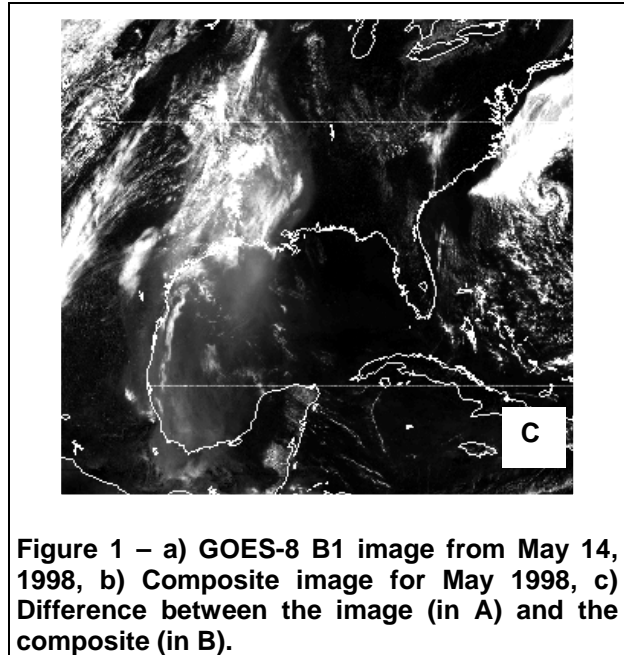 C
Figure 1 – a) GOES-8 B1 image from May 14,
1998, b) Composite image for May 1998, c)
Difference between the image (in A) and the
composite (in B).